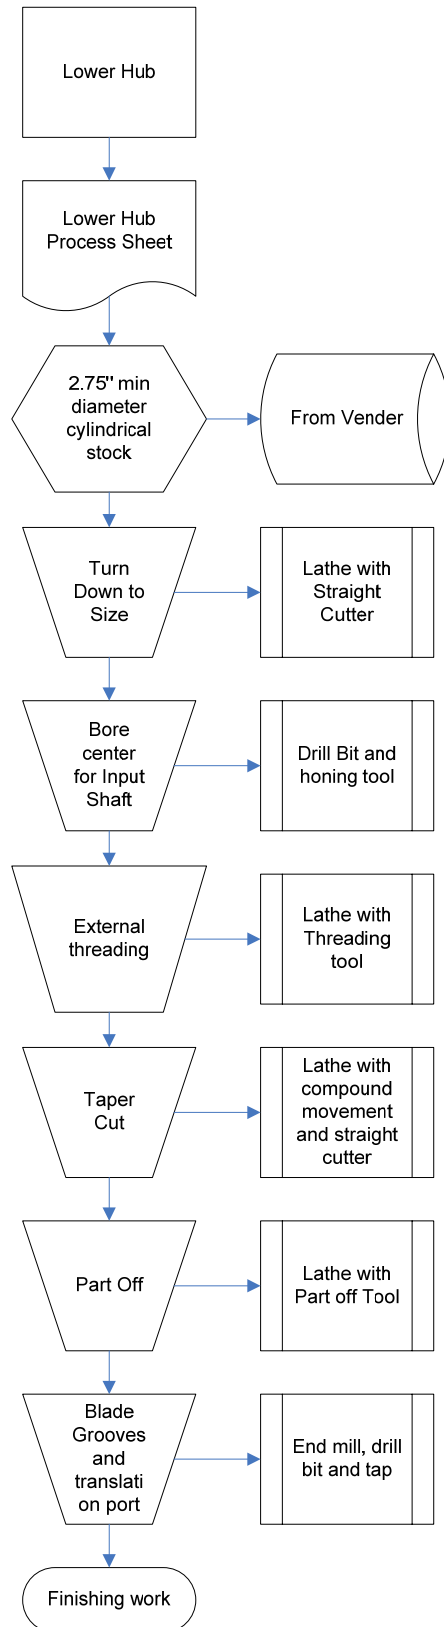 Lower Hub
Lower Hub
Process Sheet
2.75" min
diameter
cylindrical
stock
From Vender
Turn
Down to
Size
Lathe with
Straight
Cutter
Bore
center
for Input
Shaft
Drill Bit and
honing tool
External
threading
Lathe with
Threading
tool
Taper
Cut
Lathe with
compound
movement
and straight
cutter
Part Off
Lathe with
Part off Tool
Blade
Grooves
and
translati
on port
End mill, drill
bit and tap
Finishing work